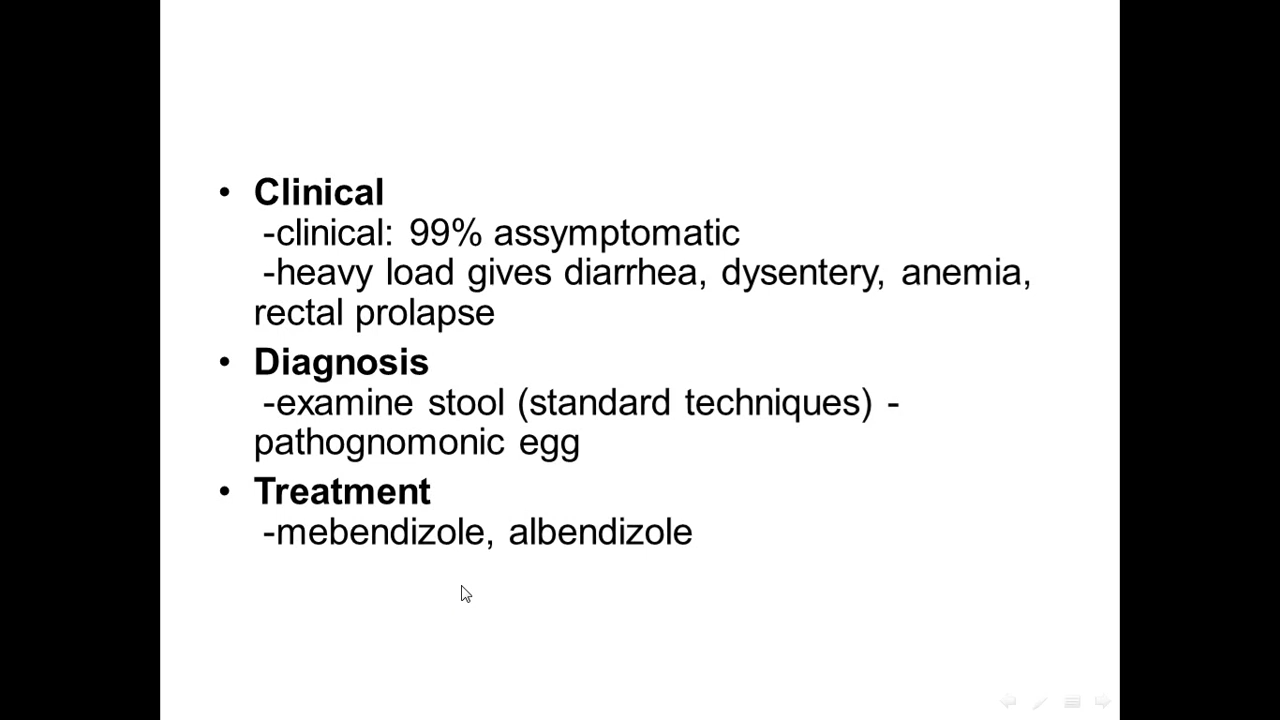 • Clinical
-clinical: 99% assymptomatic
-heavy load gives diarrhea, dysentery, anemia,
rectal prolapse
• Diagnosis
-examine stool (standard techniques) -
pathognomonic egg
• Treatment
-mebendizole, albendizole